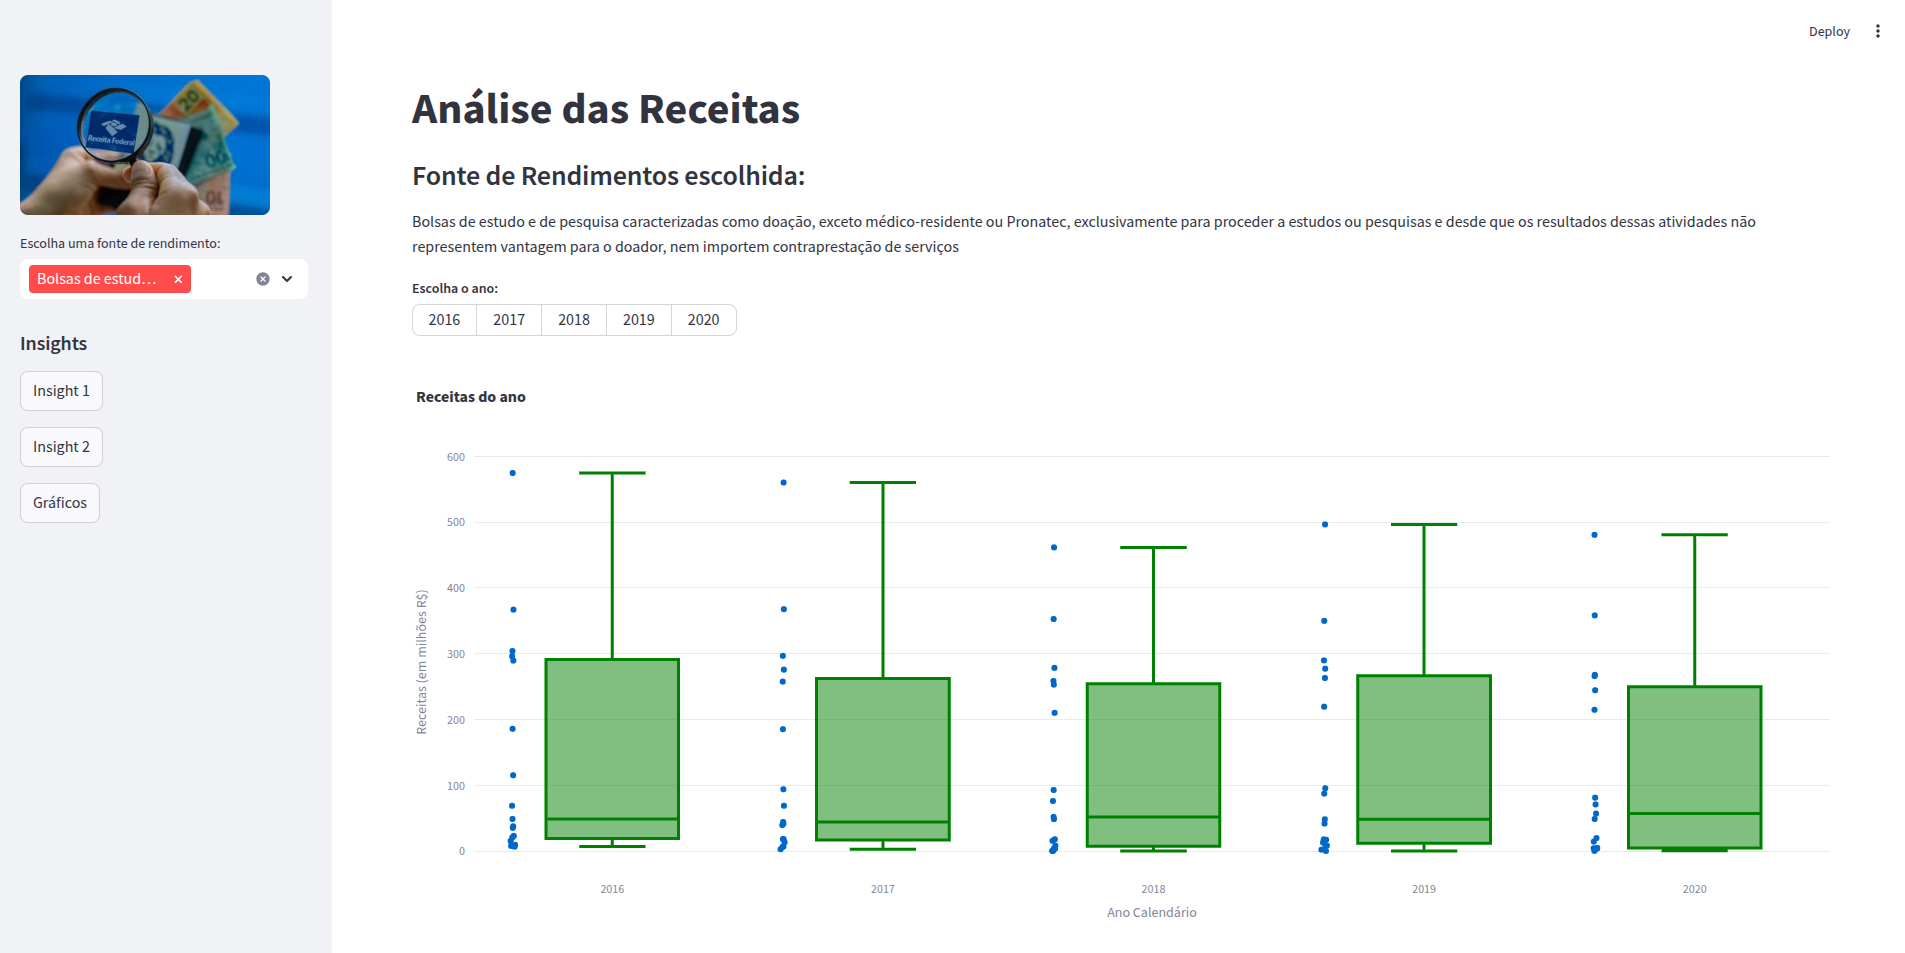 Deploy
Receita Federal
20
Escolha uma fonte de rendimento:
Bolsas de estud...
Insights
Insight 1
Insight 2
Gráficos
Análise das Receitas
Fonte de Rendimentos escolhida:
Bolsas de estudo e de pesquisa caracterizadas como doação, exceto médico-residente ou Pronatec, exclusivamente para proceder a estudos ou pesquisas e desde que os resultados dessas atividades não
representem vantagem para o doador, nem importem contraprestação de serviços
Escolha o ano:
2016 2017 2018 2019 2020
Receitas do ano
Receitas (em milhões R$)
600
500
400
300
200
100
0
2016 2017 2018 2019 2020
Ano Calendário